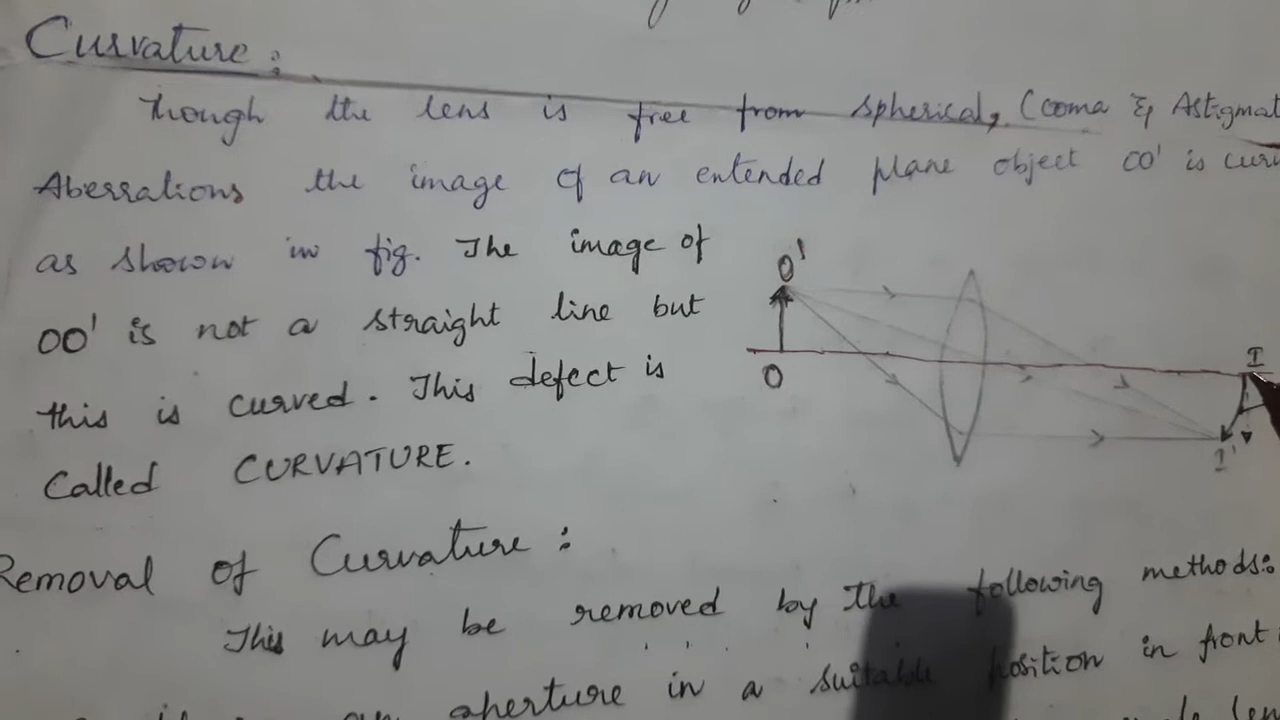 Curvature:
Though the lens is free from Spherical, Cooma & Astigmat
Aberrations the image of an entended plane object OO' is curv
as shown in fig. The image of
OO' is not a straight line but
this is curved. This defect is
Called CURVATURE.
O'
O
I
I'
Removal of Curvature:
This may be removed by the following methods:
an aperture in a suitable position in front